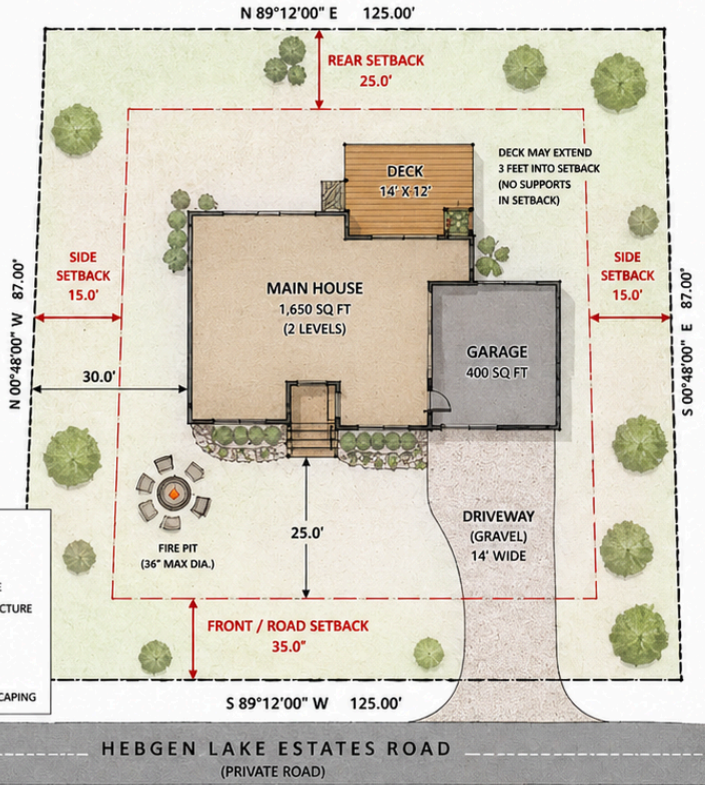 N 89°12'00" E 125.00'
REAR SETBACK
25.0'
DECK MAY EXTEND
3 FEET INTO SETBACK
(NO SUPPORTS
IN SETBACK)
DECK
14' X 12'
SIDE
SETBACK
15.0'
MAIN HOUSE
1,650 SQ FT
(2 LEVELS)
SIDE
SETBACK
15.0'
N 00°48'00" W 87.00'
S 00°48'00" E 87.00'
GARAGE
400 SQ FT
30.0'
25.0'
DRIVEWAY
(GRAVEL)
14' WIDE
FIRE PIT
(36" MAX DIA.)
FRONT / ROAD SETBACK
35.0"
S 89°12'00" W 125.00'
HEBGEN LAKE ESTATES ROAD
(PRIVATE ROAD)